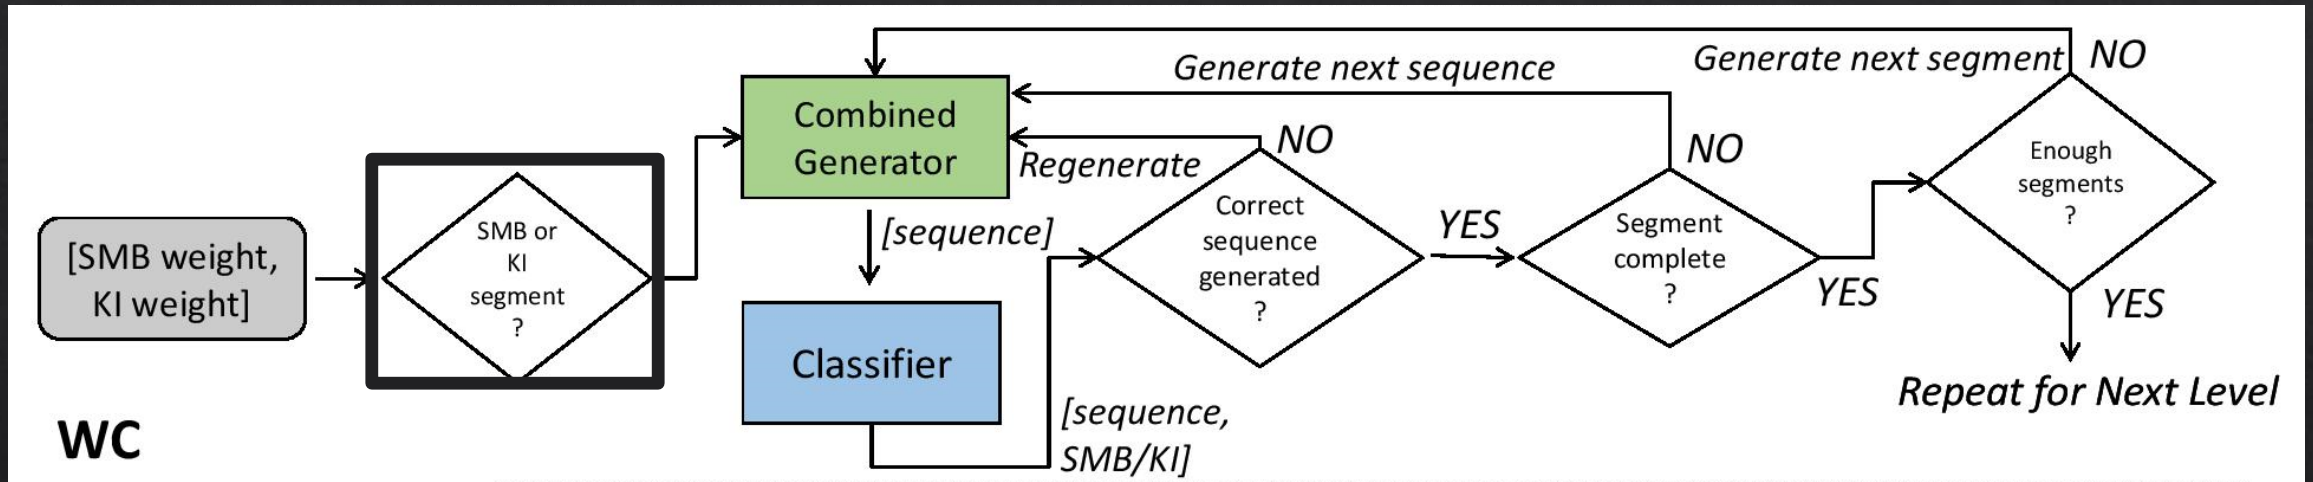 [SMB weight,
KI weight]
SMB or
KI
segment
?
Combined
Generator
[sequence]
Classifier
[sequence,
SMB/KI]
Correct
sequence
generated
?
NO
Regenerate
YES
Segment
complete
?
NO
Generate next sequence
YES
Enough
segments
?
NO
Generate next segment
YES
Repeat for Next Level
WC